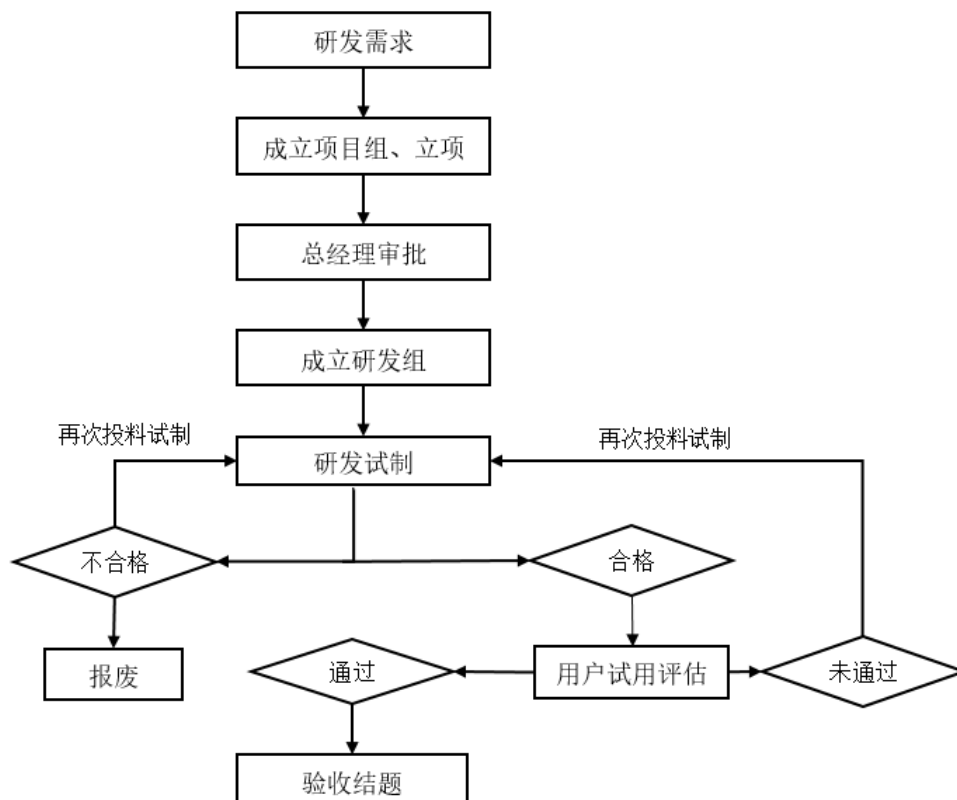 研发需求
成立项目组、立项
总经理审批
成立研发组
再次投料试制
再次投料试制
研发试制
不合格
合格
报废
通过
用户试用评估
未通过
验收结题